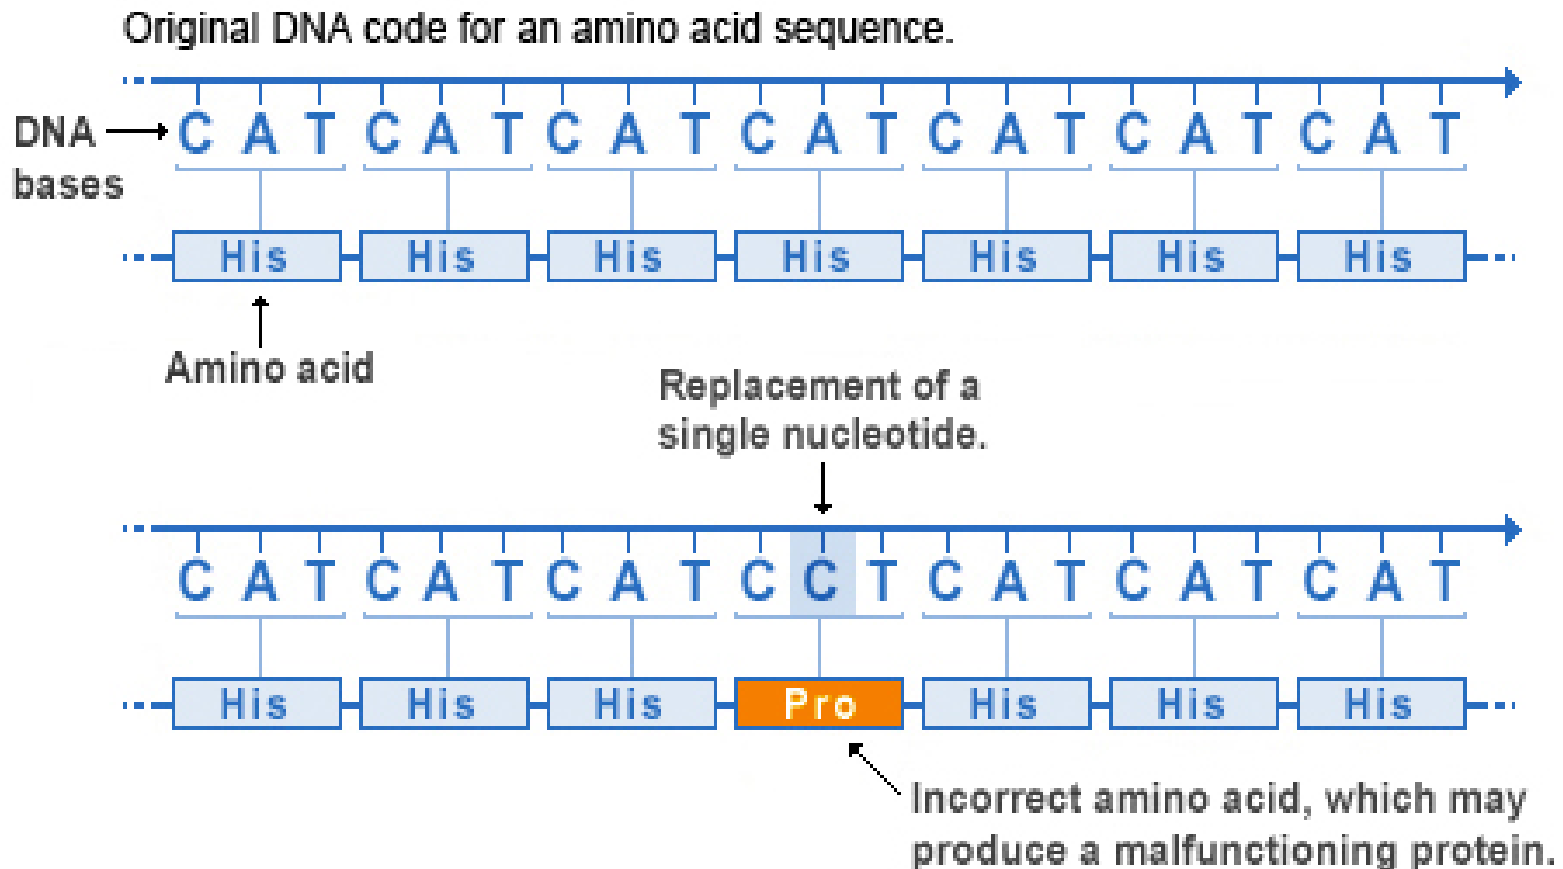 Original DNA code for an amino acid sequence.
DNA bases
C A T C A T C A T C A T C A T C A T C A T
His His His His His His His
Amino acid
Replacement of a
single nucleotide.
C A T C A T C A T C C T C A T C A T C A T
His His His Pro His His His
Incorrect amino acid, which may
produce a malfunctioning protein.